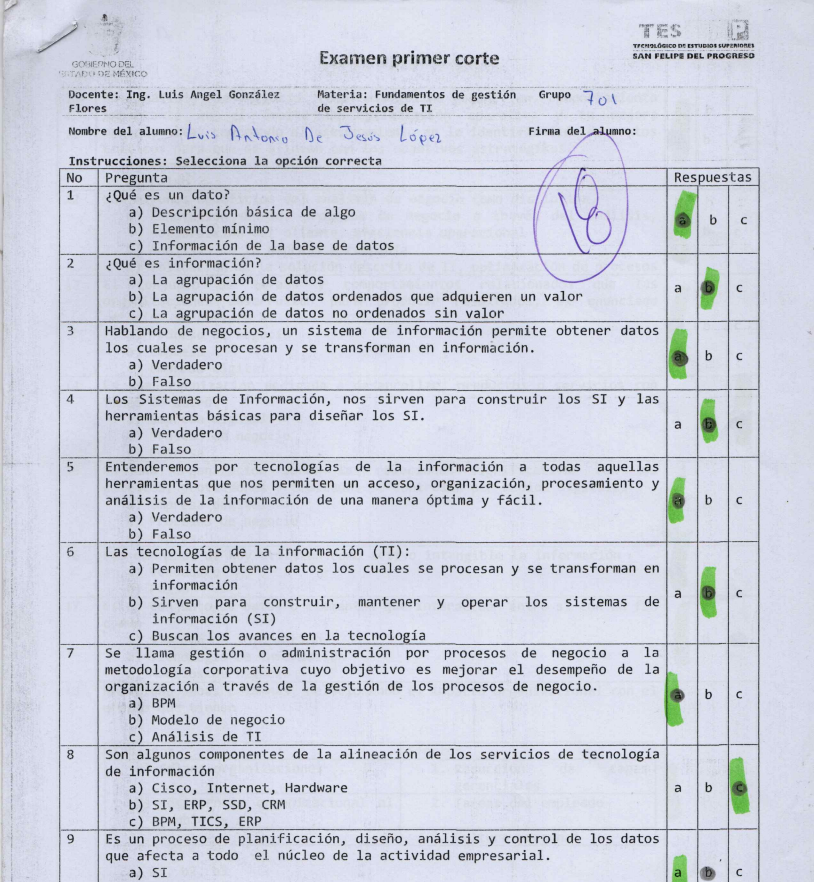 GOBIERNO DEL
ESTADO DE MÉXICO
TES
TECNOLÓGICO DE ESTUDIOS SUPERIORES
SAN FELIPE DEL PROGRESO
Examen primer corte
Docente: Ing. Luis Angel González Materia: Fundamentos de gestión Grupo 701
Flores de servicios de TI
Nombre del alumno: Luis Antonio De Jesús López Firma del alumno:
Instrucciones: Selecciona la opción correcta
No Pregunta Respuestas
1 ¿Qué es un dato?
a) Descripción básica de algo
b) Elemento mínimo a b c
c) Información de la base de datos
2 ¿Qué es información?
a) La agrupación de datos
b) La agrupación de datos ordenados que adquieren un valor a b c
c) La agrupación de datos no ordenados sin valor
3 Hablando de negocios, un sistema de información permite obtener datos
los cuales se procesan y se transforman en información. a b c
a) Verdadero
b) Falso
4 Los Sistemas de Información, nos sirven para construir los SI y las
herramientas básicas para diseñar los SI. a b c
a) Verdadero
b) Falso
5 Entenderemos por tecnologías de la información a todas aquellas
herramientas que nos permiten un acceso, organización, procesamiento y
análisis de la información de una manera óptima y fácil. a b c
a) Verdadero
b) Falso
6 Las tecnologías de la información (TI):
a) Permiten obtener datos los cuales se procesan y se transforman en
información
b) Sirven para construir, mantener y operar los sistemas de a b c
información (SI)
c) Buscan los avances en la tecnología
7 Se llama gestión o administración por procesos de negocio a la
metodología corporativa cuyo objetivo es mejorar el desempeño de la
organización a través de la gestión de los procesos de negocio. a b c
a) BPM
b) Modelo de negocio
c) Análisis de TI
8 Son algunos componentes de la alineación de los servicios de tecnología
de información
a) Cisco, Internet, Hardware a b c
b) SI, ERP, SSD, CRM
c) BPM, TICS, ERP
9 Es un proceso de planificación, diseño, análisis y control de los datos
que afecta a todo el núcleo de la actividad empresarial.
a) SI a b c